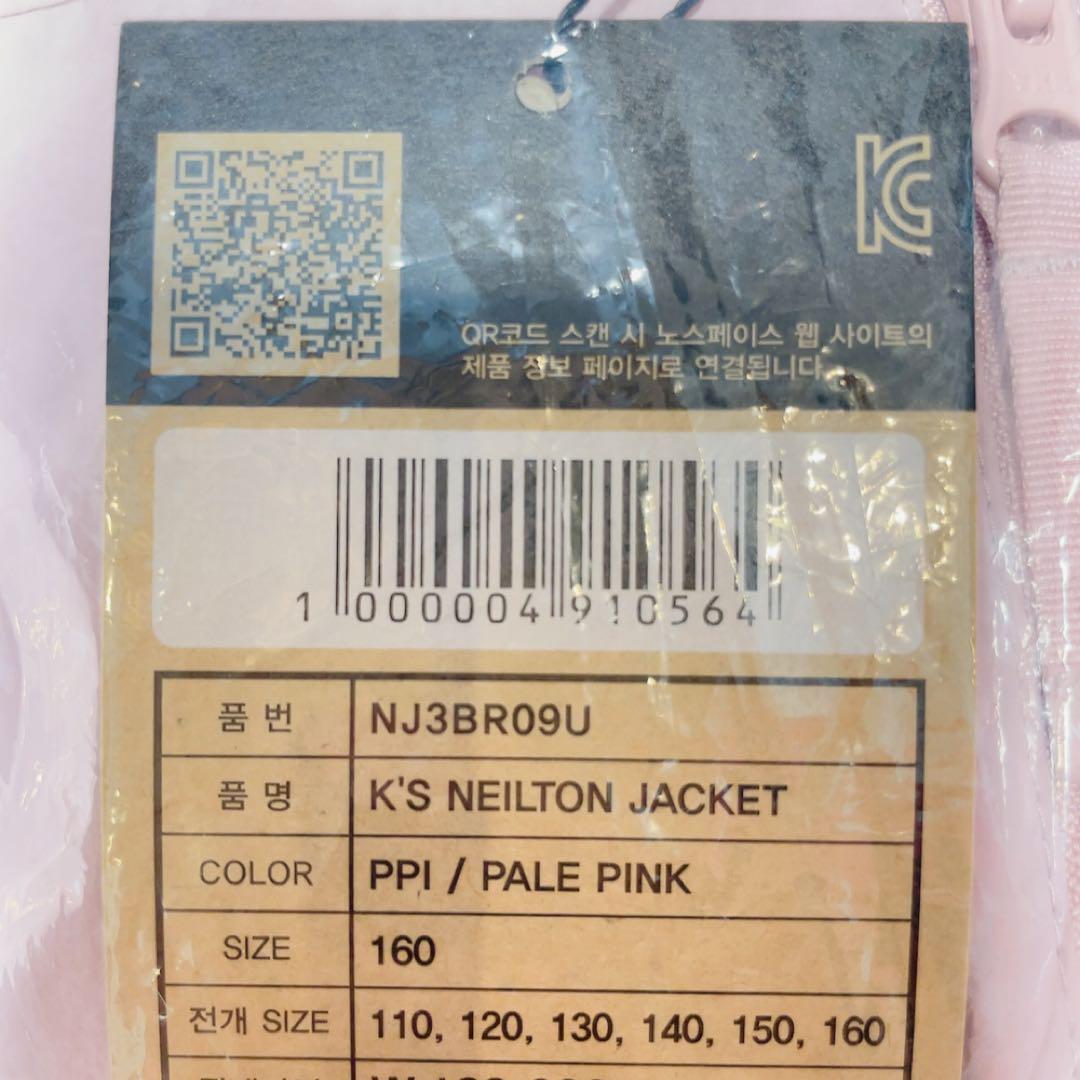 KC
QR코드 스캔 시 노스페이스 웹 사이트의
제품 정보 페이지로 연결됩니다.
1 000004 910564
품 번 NJ3BR09U
품 명 K'S NEILTON JACKET
COLOR PPI / PALE PINK
SIZE 160
전개 SIZE 110, 120, 130, 140, 150, 160